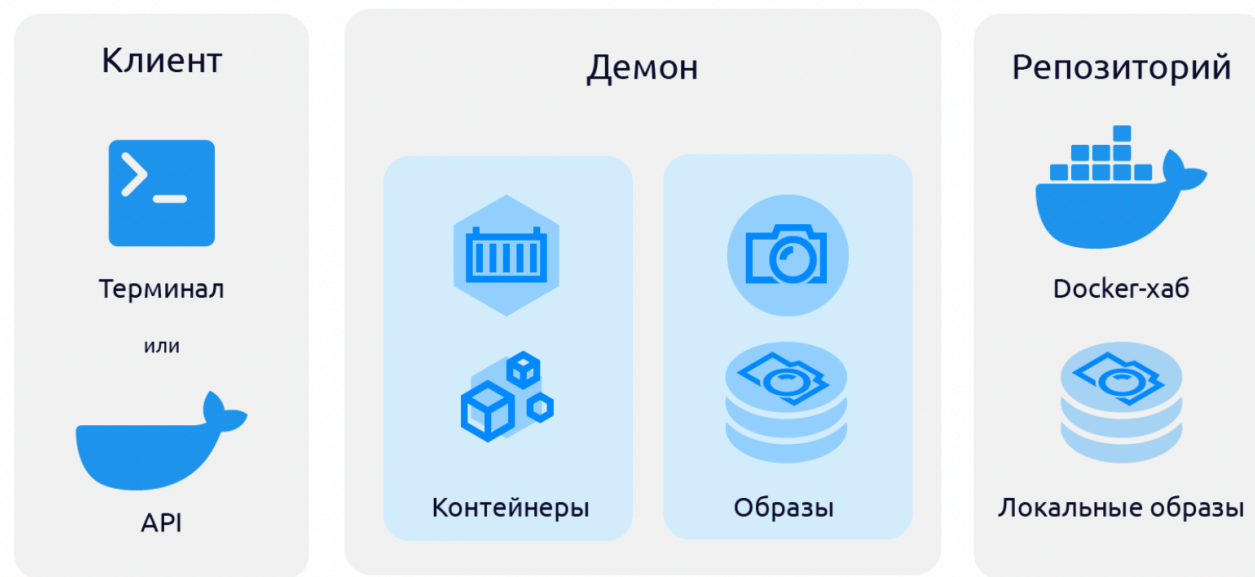 Клиент
Терминал
или
API
Демон
Контейнеры
Образы
Репозиторий
Docker-хаб
Локальные образы